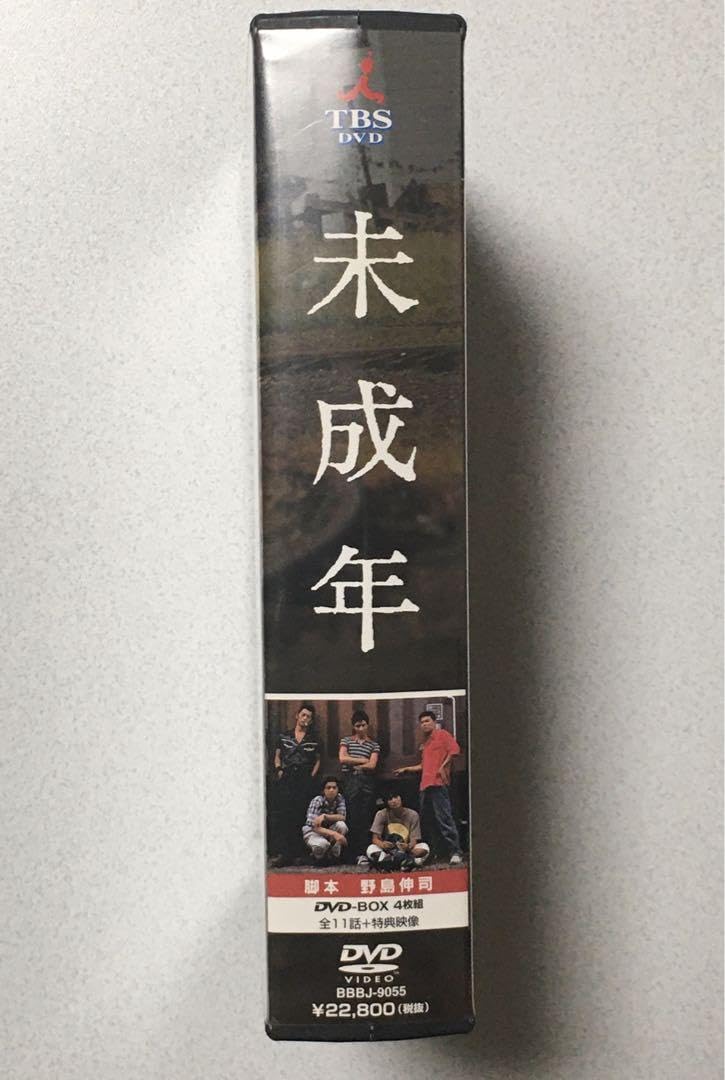 TBS
DVD
未成年
脚本 野島伸司
DVD-BOX 4枚組
全11話+特典映像
DVD
VIDEO
BBBJ-9055
¥22,800(税抜)